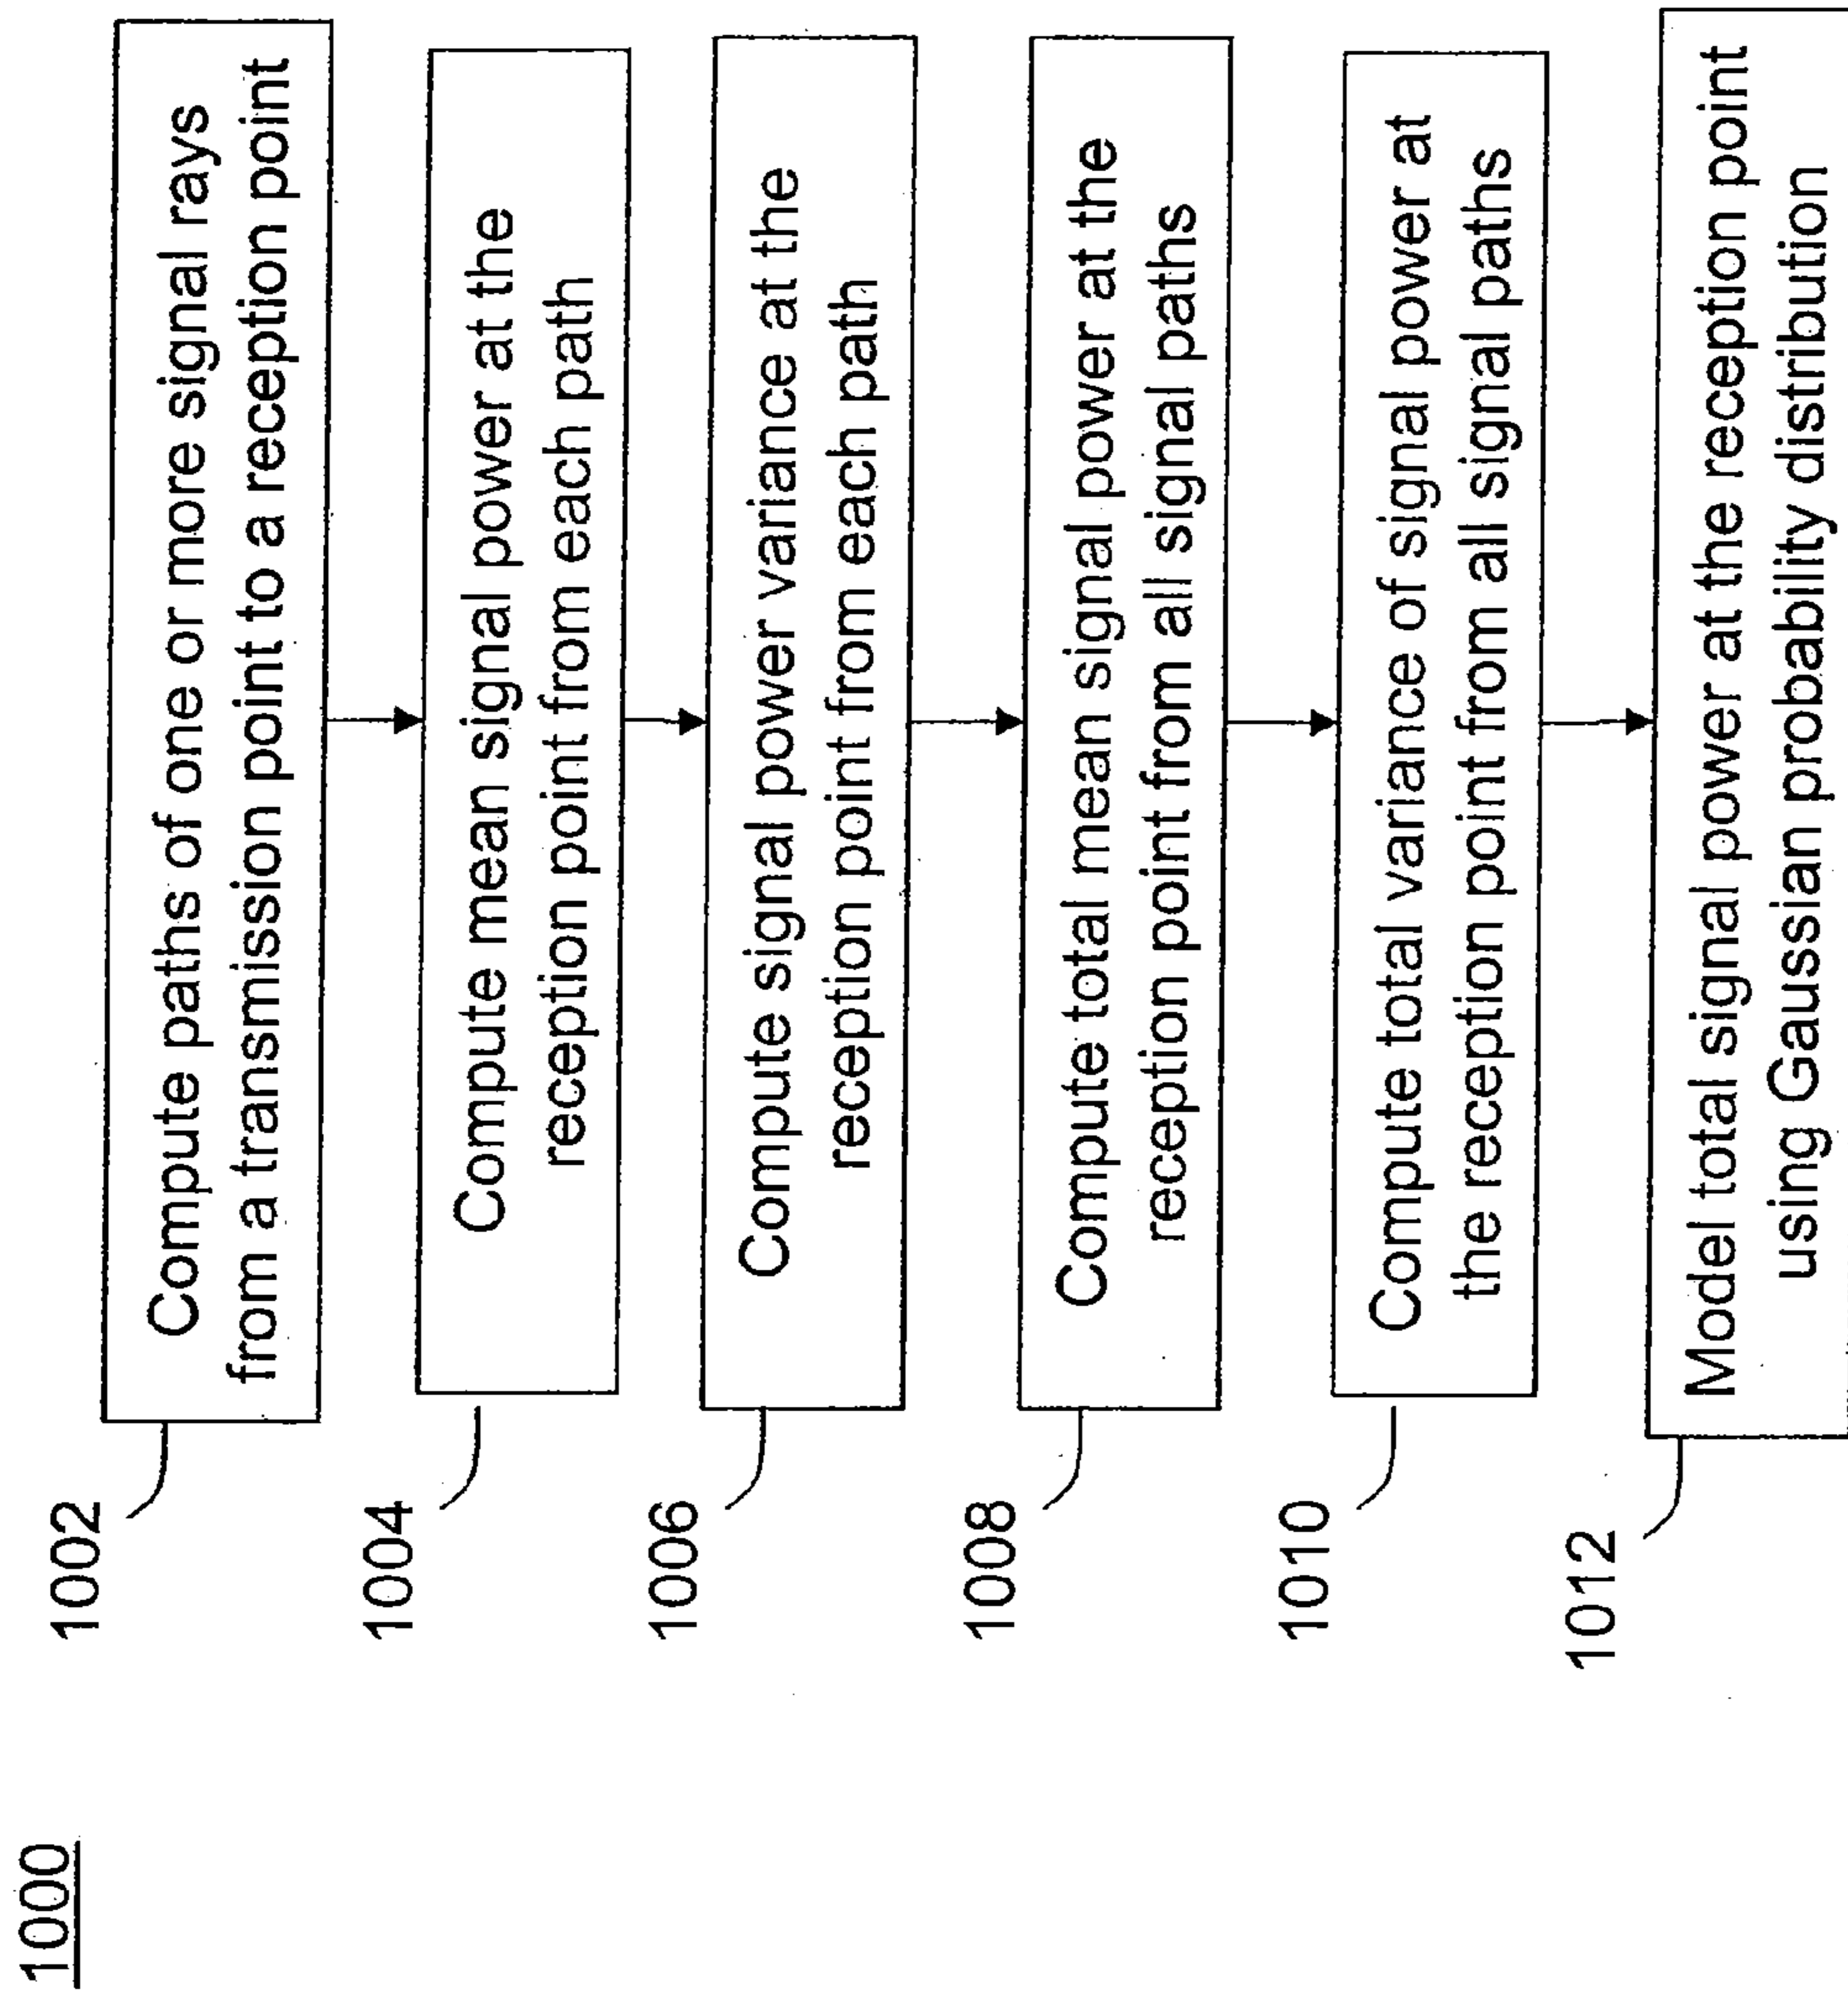 1000
1002
Compute paths of one or more signal rays
from a transmission point to a reception point
1004
Compute mean signal power at the
reception point from each path
1006
Compute signal power variance at the
reception point from each path
1008
Compute total mean signal power at the
reception point from all signal paths
1010
Compute total variance of signal power at
the reception point from all signal paths
1012
Model total signal power at the reception point
using Gaussian probability distribution